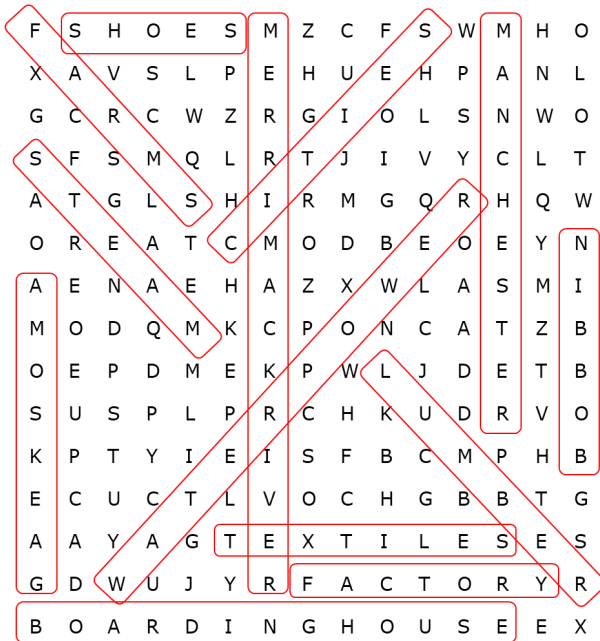 F S H O E S M Z C F S W M H O
X A V S L P E H U E H P A N L
G C R C W Z R G I O L S N W O
S F S M Q L R T J I V Y C L T
A T G L S H I R M G Q R H Q W
O R E A T C M O D B E O E Y N
A E N A E H A Z X W L A S M I
M O D Q M K C P O N C A T Z B
O E P D M E K P W L J D E T B
S U S P L P R C H K U D R V O
K P T Y I E I S F B C M P H B
E C U C T L V O C H G B B T G
A A Y A G T E X T I L E S E S
G D W U J Y R F A C T O R Y R
B O A R D I N G H O U S E E X